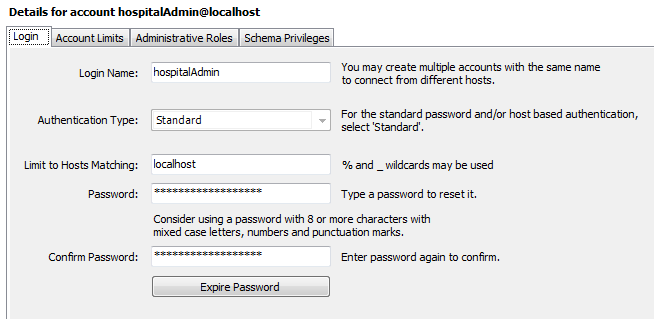 Details for account hospitalAdmin@localhost
Login Account Limits Administrative Roles Schema Privileges
Login Name: hospitalAdmin You may create multiple accounts with the same name
to connect from different hosts.
Authentication Type: Standard For the standard password and/or host based authentication,
select 'Standard'.
Limit to Hosts Matching: localhost % and _ wildcards may be used
Password: ****************** Type a password to reset it.
Consider using a password with 8 or more characters with
mixed case letters, numbers and punctuation marks.
Confirm Password: ****************** Enter password again to confirm.
Expire Password